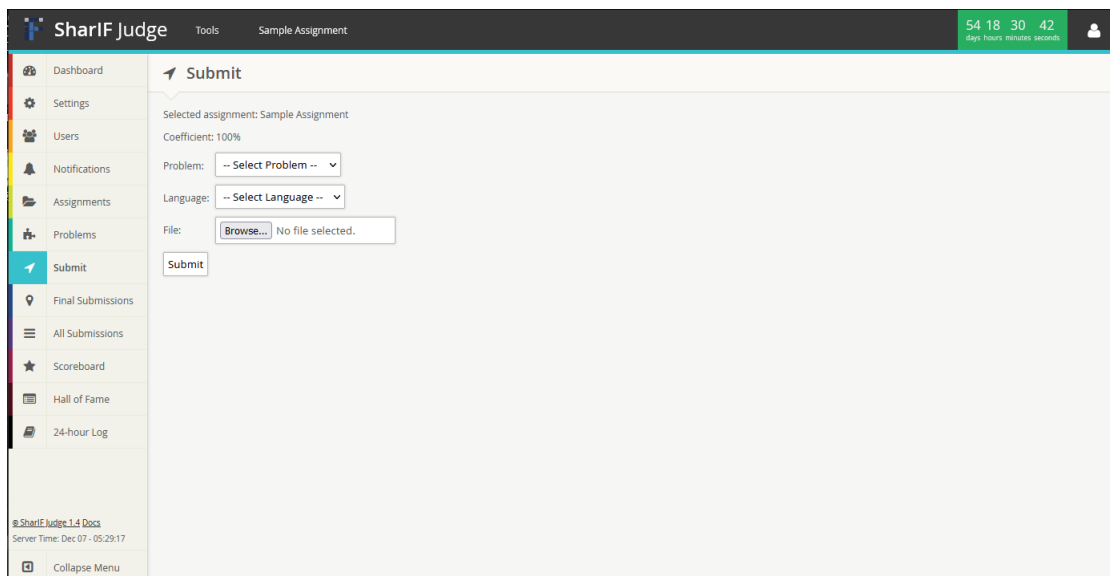 SharIF Judge Tools Sample Assignment
54 18 30 42
days hours minutes seconds
Dashboard
Settings
Users
Notifications
Assignments
Problems
Submit
Final Submissions
All Submissions
Scoreboard
Hall of Fame
24-hour Log
© SharIF Judge 1.4 Docs
Server Time: Dec 07 - 05:29:17
Collapse Menu
Submit
Selected assignment: Sample Assignment
Coefficient: 100%
Problem: -- Select Problem --
Language: -- Select Language --
File: Browse... No file selected.
Submit